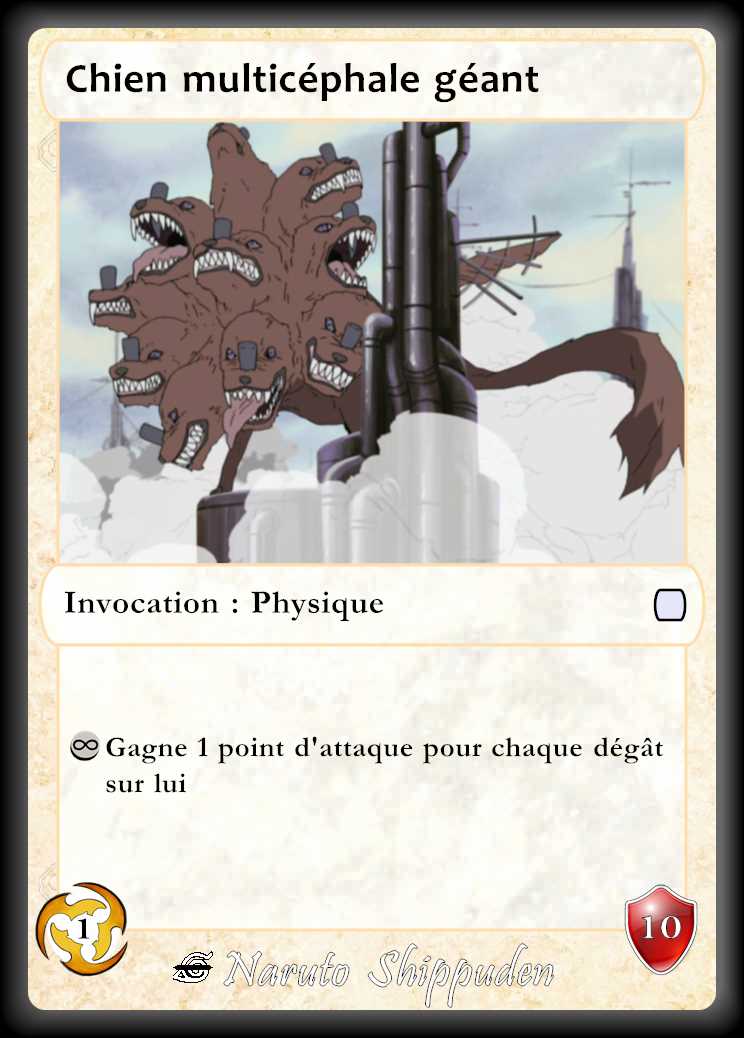 Chien multicéphale géant
Invocation : Physique
∞ Gagne 1 point d'attaque pour chaque dégât
sur lui
1
10
Naruto Shippuden